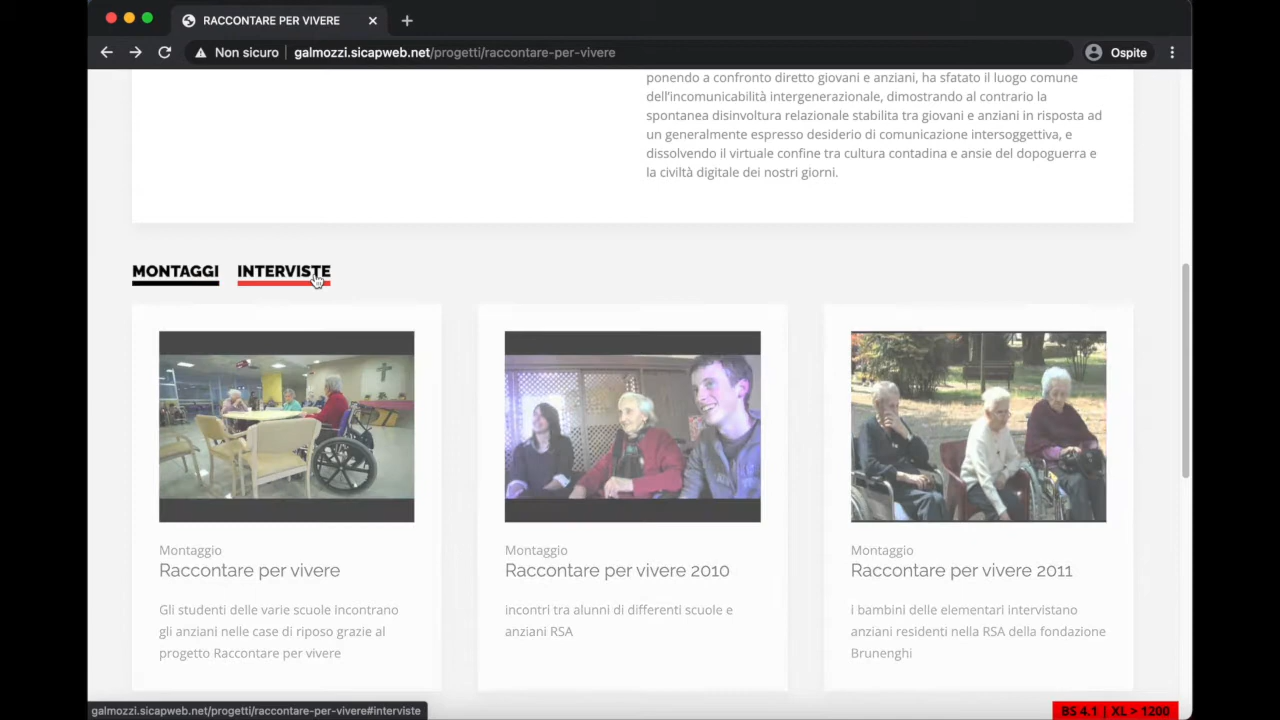 RACCONTARE PER VIVERE
Non sicuro galmozzi.sicapweb.net/progetti/raccontare-per-vivere
Ospite
ponendo a confronto diretto giovani e anziani, ha sfatato il luogo comune
dell'incomunicabilità intergenerazionale, dimostrando al contrario la
spontanea disinvoltura relazionale stabilita tra giovani e anziani in risposta ad
un generalmente espresso desiderio di comunicazione intersoggettiva, e
dissolvendo il virtuale confine tra cultura contadina e ansie del dopoguerra e
la civiltà digitale dei nostri giorni.
MONTAGGI INTERVISTE
Montaggio
Raccontare per vivere
Gli studenti delle varie scuole incontrano
gli anziani nelle case di riposo grazie al
progetto Raccontare per vivere
Montaggio
Raccontare per vivere 2010
incontri tra alunni di differenti scuole e
anziani RSA
Montaggio
Raccontare per vivere 2011
i bambini delle elementari intervistano
anziani residenti nella RSA della fondazione
Brunenghi
galmozzi.sicapweb.net/progetti/raccontare-per-vivere#interviste
BS 4.1 | XL > 1200